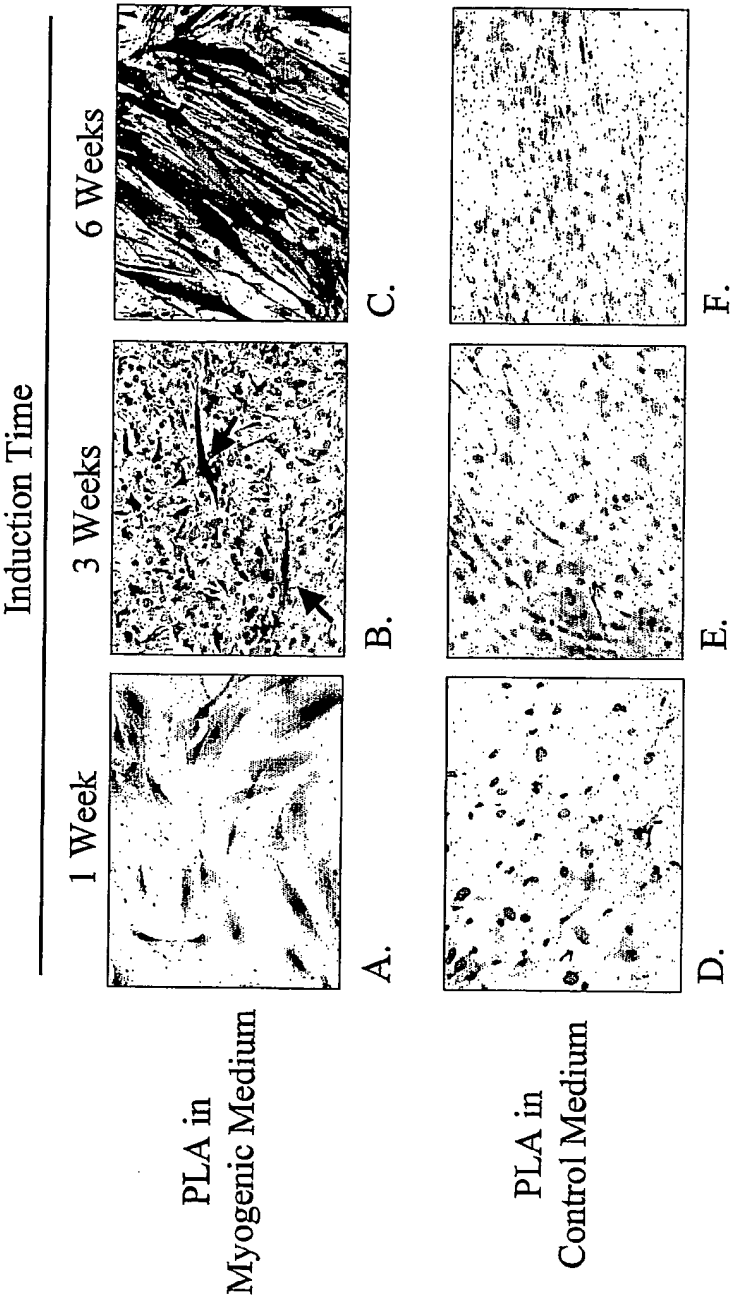 Induction Time
1 Week
3 Weeks
6 Weeks
PLA in
Myogenic Medium
A.
B.
C.
PLA in
Control Medium
D.
E.
F.